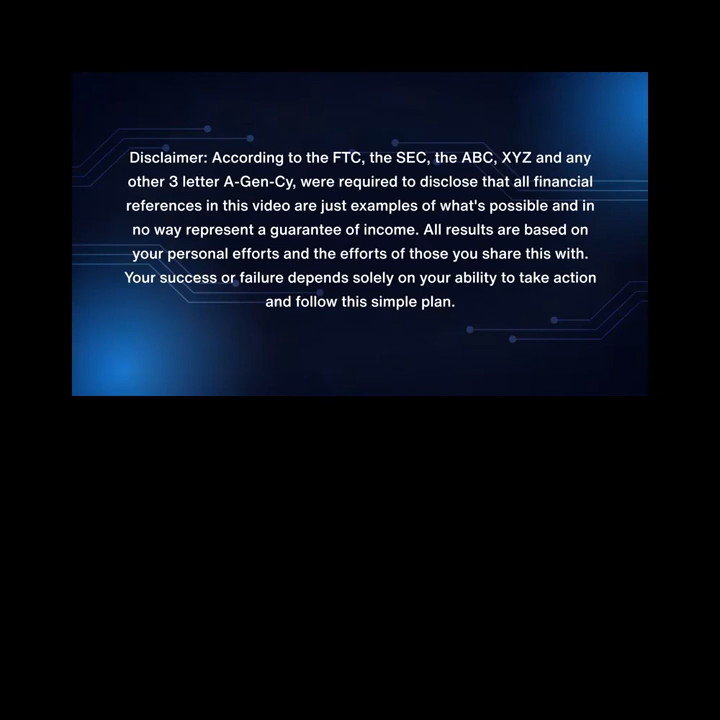 Disclaimer: According to the FTC, the SEC, the ABC, XYZ and any
other 3 letter A-Gen-Cy, were required to disclose that all financial
references in this video are just examples of what's possible and in
no way represent a guarantee of income. All results are based on
your personal efforts and the efforts of those you share this with.
Your success or failure depends solely on your ability to take action
and follow this simple plan.